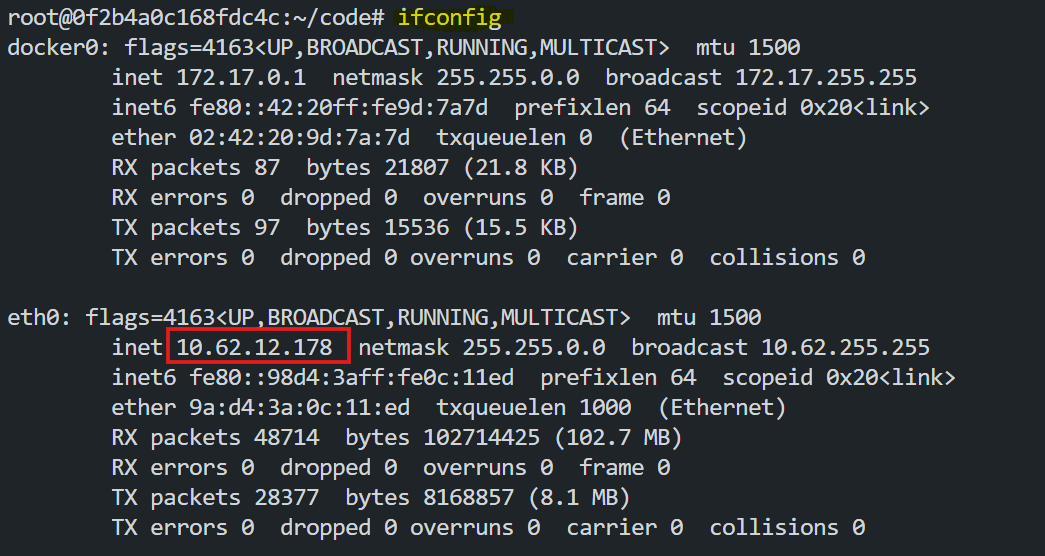 root@0f2b4a0c168fdc4c:~/code# ifconfig
docker0: flags=4163<UP,BROADCAST,RUNNING,MULTICAST>  mtu 1500
        inet 172.17.0.1  netmask 255.255.0.0  broadcast 172.17.255.255
        inet6 fe80::42:20ff:fe9d:7a7d  prefixlen 64  scopeid 0x20<link>
        ether 02:42:20:9d:7a:7d  txqueuelen 0  (Ethernet)
        RX packets 87  bytes 21807 (21.8 KB)
        RX errors 0  dropped 0  overruns 0  frame 0
        TX packets 97  bytes 15536 (15.5 KB)
        TX errors 0  dropped 0 overruns 0  carrier 0  collisions 0

eth0: flags=4163<UP,BROADCAST,RUNNING,MULTICAST>  mtu 1500
        inet 10.62.12.178  netmask 255.255.0.0  broadcast 10.62.255.255
        inet6 fe80::98d4:3aff:fe0c:11ed  prefixlen 64  scopeid 0x20<link>
        ether 9a:d4:3a:0c:11:ed  txqueuelen 1000  (Ethernet)
        RX packets 48714  bytes 102714425 (102.7 MB)
        RX errors 0  dropped 0  overruns 0  frame 0
        TX packets 28377  bytes 8168857 (8.1 MB)
        TX errors 0  dropped 0 overruns 0  carrier 0  collisions 0